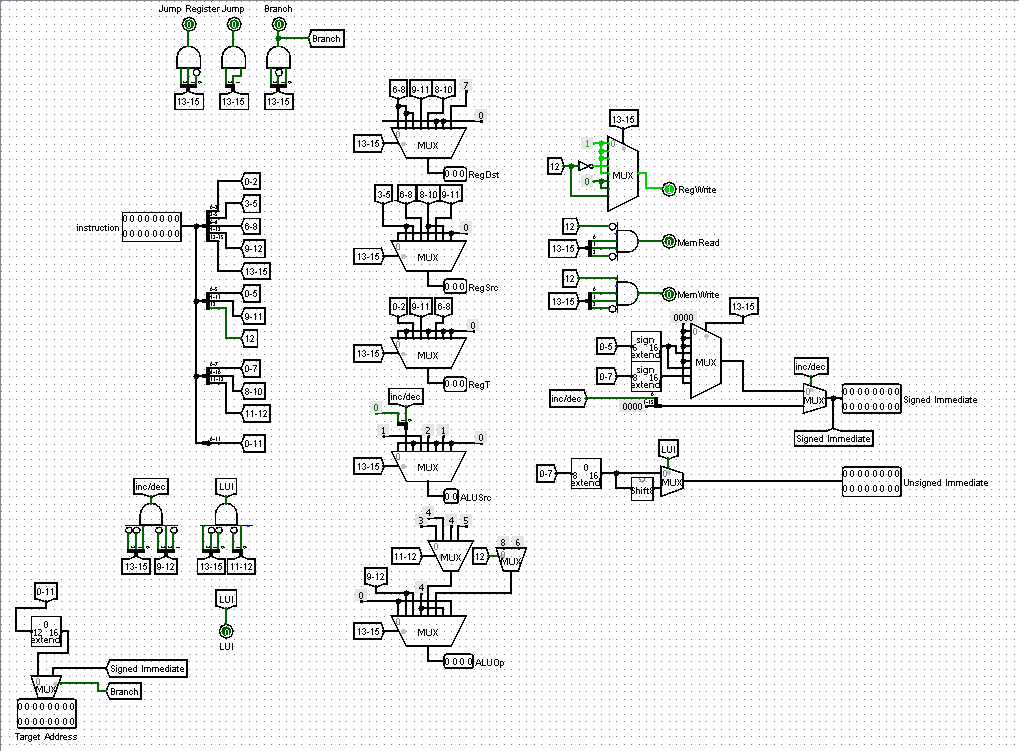 Jump Register Jump Branch
Branch
13-15 13-15 13-15
6-8 9-11 8-10 7
0
13-15 MUX
0 0 0 RegDst
13-15
1
12
0
MUX
RegWrite
instruction
0 0 0 0 0 0 0 0
0 0 0 0 0 0 0 0
0-2
3-5
6-8
9-12
13-15
0-5
9-11
12
0-7
8-10
11-12
0-11
3-5 6-8 8-10 9-11
0
13-15 MUX
0 0 0 RegSrc
12
13-15
MemRead
12
13-15
MemWrite
0-2 9-11 6-8
0
13-15 MUX
0 0 0 RegT
inc/dec
0
1 2 1 0
13-15 MUX
0 0 ALUSrc
13-15
0000
0-5 sign 6 16 extend
0-7 sign 8 16 extend
MUX
inc/dec
0000
inc/dec
MUX
0 0 0 0 0 0 0 0
0 0 0 0 0 0 0 0
Signed Immediate
Signed Immediate
LUI
0-7 0 8 16 extend
Shift8
MUX
0 0 0 0 0 0 0 0
0 0 0 0 0 0 0 0
Unsigned Immediate
inc/dec LUI
13-15 9-12 13-15 11-12
LUI
0
LUI
4
3 4 5
11-12 MUX
8 6
12 MUX
9-12
4
0
13-15 MUX
0 0 0 0 ALUOp
0-11
0
12 16
extend
Signed Immediate
MUX
Branch
0 0 0 0 0 0 0 0
0 0 0 0 0 0 0 0
Target Address